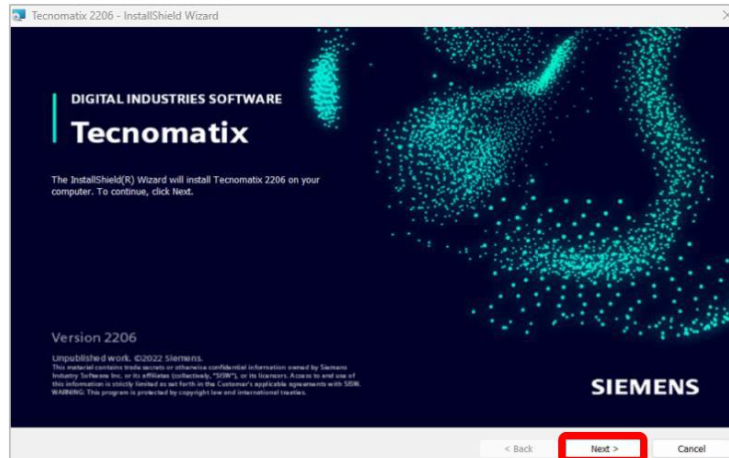 Tecnomatix 2206 - InstallShield Wizard
DIGITAL INDUSTRIES SOFTWARE
Tecnomatix
The InstallShield(R) Wizard will install Tecnomatix 2206 on your
computer. To continue, click Next.
Version 2206
Unpublished work. ©2022 Siemens.
This material contains trade secrets or otherwise confidential information owned by Siemens
Industry Software Inc. or its affiliates (collectively, "SISW"), or its licensors. Access to and use of
this information is strictly limited as set forth in the Customer's applicable agreements with SISW.
WARNING: This program is protected by copyright law and international treaties.
SIEMENS
< Back Next > Cancel